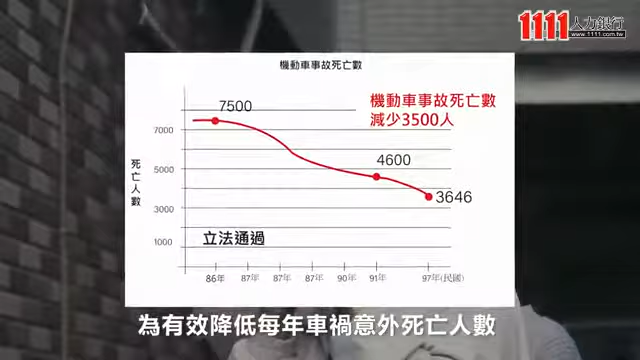 1111人力銀行
www.1111.com.tw
機動車事故死亡數
7500
機動車事故死亡數
減少3500人
7000
4600
5000
死亡人數
3646
3000
立法通過
1000
86年 87年 87年 87年 90年 91年 97年(民國)
為有效降低每年車禍意外死亡人數